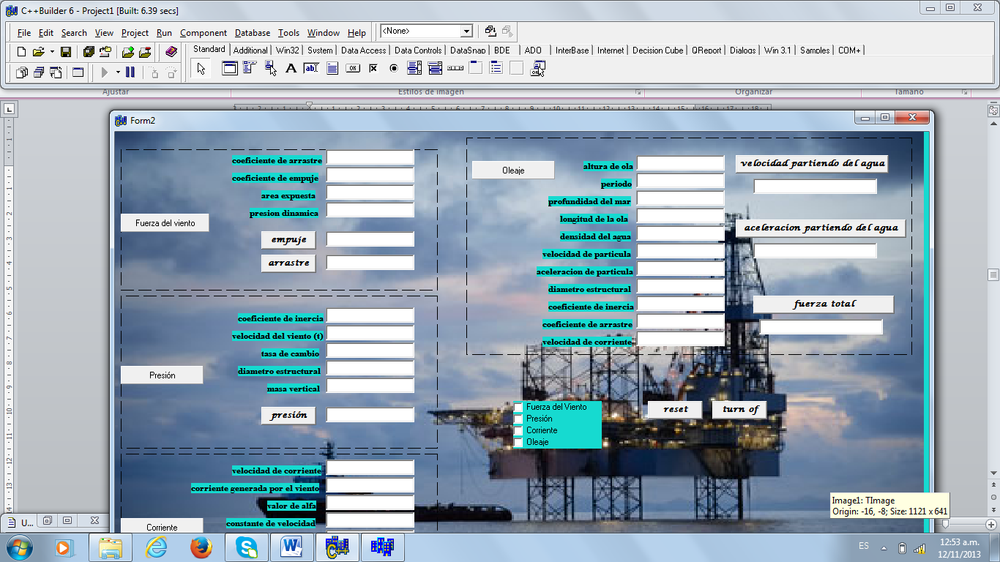 C++Builder 6 - Project1 [Built: 6.39 secs]
File Edit Search View Project Run Component Database Tools Window Help
<None>
Standard Additional Win32 System Data Access Data Controls DataSnap BDE ADO InterBase Internet Decision Cube QReport Dialogs Win 3.1 Samples COM+
Ajustar Estilos de imagen Organizar Tamaño
Form2
coeficiente de arrastre
coeficiente de empuje
area expuesta
presion dinamica
Fuerza del viento
empuje
arrastre
coeficiente de inercia
velocidad del viento (t)
tasa de cambio
diametro estructural
masa vertical
Presión
presión
velocidad de corriente
corriente generada por el viento
valor de alfa
constante de velocidad
Corriente
Oleaje
altura de ola
periodo
profundidad del mar
longitud de la ola
densidad del agua
velocidad de particula
aceleracion de particula
diametro estructural
coeficiente de inercia
coeficiente de arrastre
velocidad de corriente
velocidad partiendo del agua
aceleracion partiendo del agua
fuerza total
Fuerza del Viento
Presión
Corriente
Oleaje
reset
turn of
Image1: TImage
Origin: -16, -8; Size: 1121 x 641
U...
ES
12:53 a.m.
12/11/2013